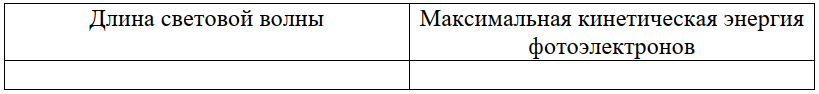 Длина световой волны
Максимальная кинетическая энергия
фотоэлектронов